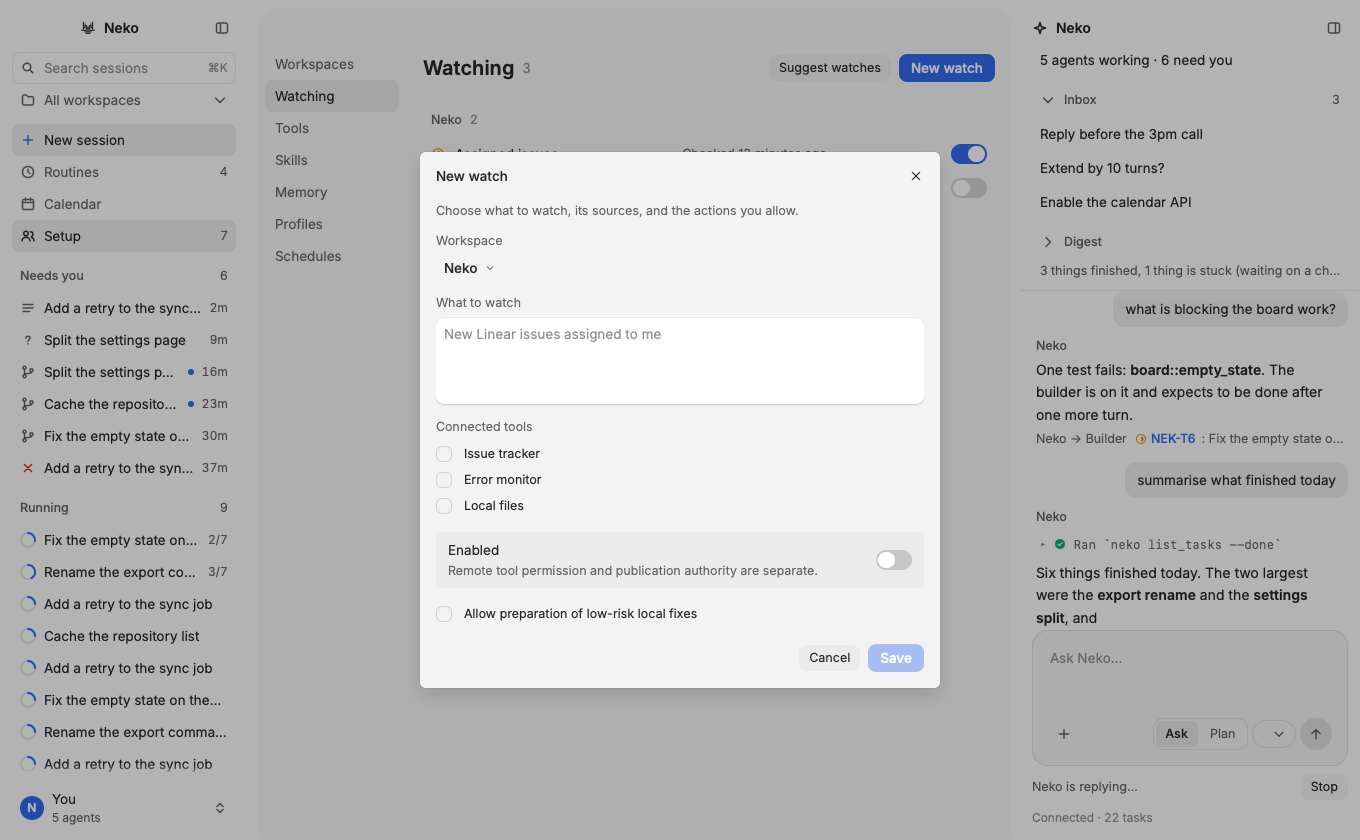 Neko
Search sessions ⌘K
All workspaces
New session
Routines 4
Calendar
Setup 7
Needs you 6
Add a retry to the sync... 2m
Split the settings page 9m
Split the settings p... 16m
Cache the reposito... 23m
Fix the empty state o... 30m
Add a retry to the syn... 37m
Running 9
Fix the empty state on... 2/7
Rename the export co... 3/7
Add a retry to the sync job
Cache the repository list
Add a retry to the sync job
Fix the empty state on the...
Rename the export comma...
Add a retry to the sync job
N You
5 agents
Workspaces
Watching
Tools
Skills
Memory
Profiles
Schedules
Watching 3
Suggest watches
New watch
Neko 2
Assigned issues Checked 12 minutes ago
New watch
Choose what to watch, its sources, and the actions you allow.
Workspace
Neko
What to watch
New Linear issues assigned to me
Connected tools
Issue tracker
Error monitor
Local files
Enabled
Remote tool permission and publication authority are separate.
Allow preparation of low-risk local fixes
Cancel Save
Neko
5 agents working · 6 need you
Inbox 3
Reply before the 3pm call
Extend by 10 turns?
Enable the calendar API
Digest
3 things finished, 1 thing is stuck (waiting on a ch...
what is blocking the board work?
Neko
One test fails: board::empty_state. The
builder is on it and expects to be done after
one more turn.
Neko → Builder NEK-T6 : Fix the empty state o...
summarise what finished today
Neko
Ran `neko list_tasks --done`
Six things finished today. The two largest
were the export rename and the settings
split, and
Ask Neko...
Ask Plan
Neko is replying... Stop
Connected · 22 tasks